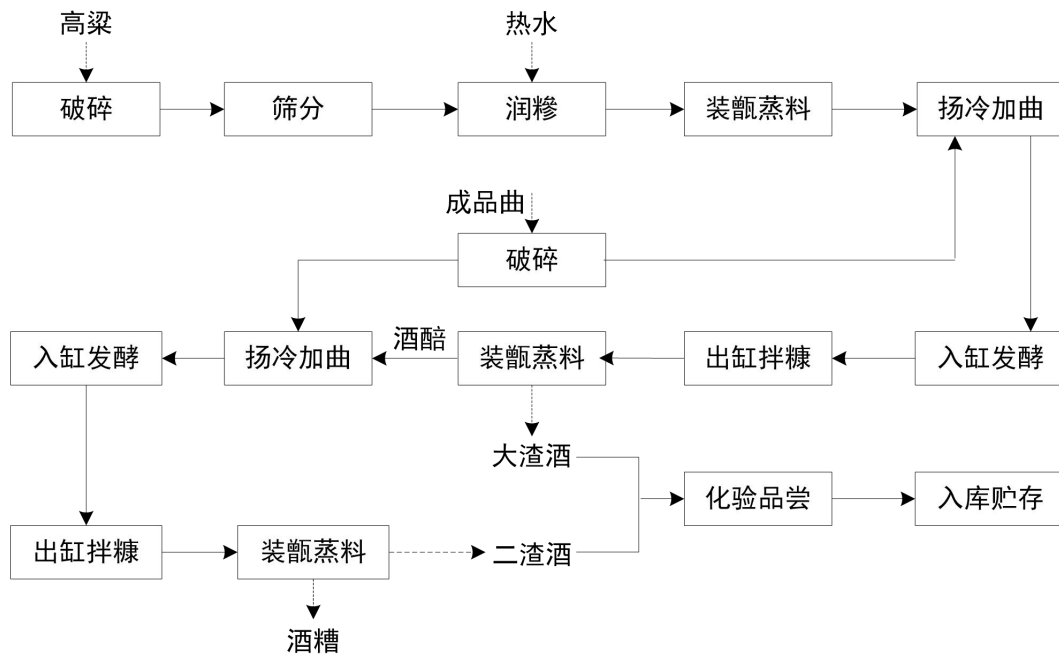 高粱
热水
破碎
筛分
润糁
装甑蒸料
扬冷加曲
成品曲
破碎
入缸发酵
扬冷加曲
酒醅
装甑蒸料
出缸拌糠
入缸发酵
大渣酒
化验品尝
入库贮存
出缸拌糠
装甑蒸料
二渣酒
酒糟